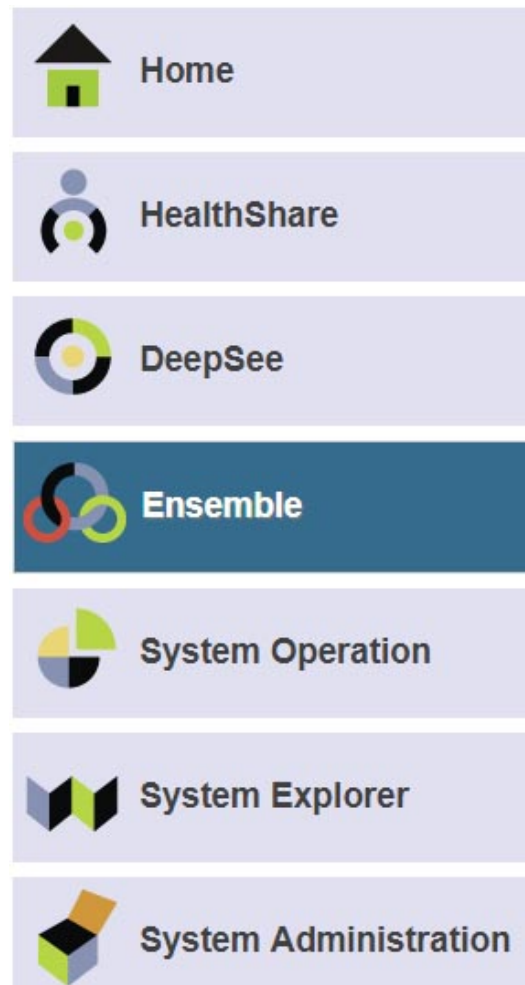 Home
HealthShare
DeepSee
Ensemble
System Operation
System Explorer
System Administration